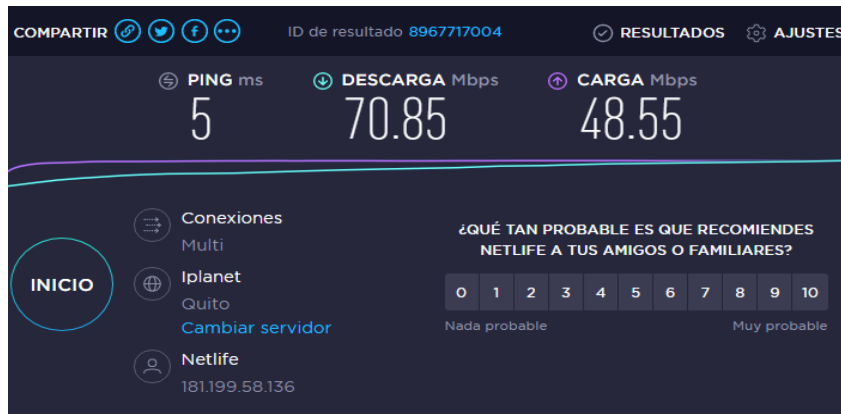 COMPARTIR
ID de resultado 8967717004
RESULTADOS
AJUSTES
PING ms
5
DESCARGA Mbps
70.85
CARGA Mbps
48.55
INICIO
Conexiones
Multi
Iplanet
Quito
Cambiar servidor
Netlife
181.199.58.136
¿QUÉ TAN PROBABLE ES QUE RECOMIENDES
NETLIFE A TUS AMIGOS O FAMILIARES?
0 1 2 3 4 5 6 7 8 9 10
Nada probable
Muy probable